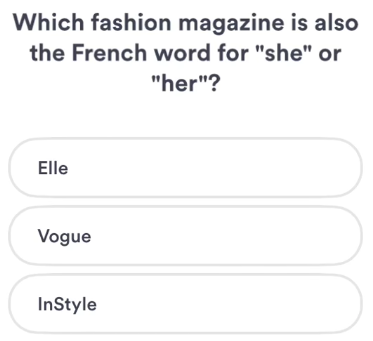 Which fashion magazine is also
the French word for "she" or
"her"?
Elle
Vogue
InStyle